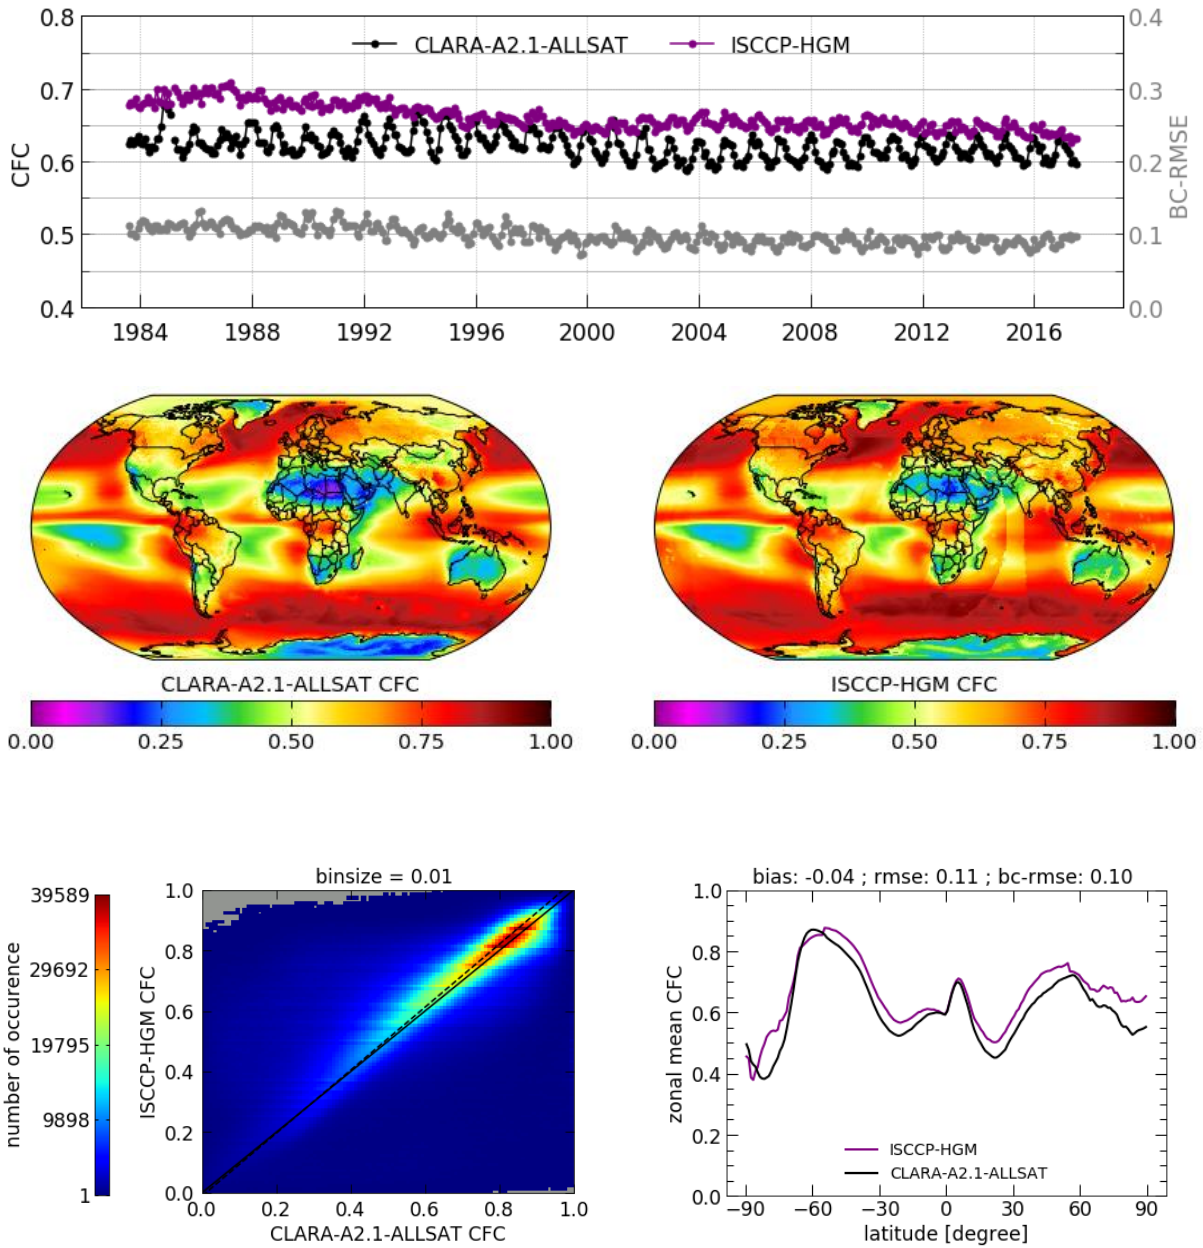 CLARA-A2.1-ALLSAT ISCCP-HGM
0.8
0.7
0.6
0.5
0.4
CFC
0.4
0.3
0.2
0.1
0.0
BC-RMSE
1984 1988 1992 1996 2000 2004 2008 2012 2016
CLARA-A2.1-ALLSAT CFC
0.00 0.25 0.50 0.75 1.00
ISCCP-HGM CFC
0.00 0.25 0.50 0.75 1.00
number of occurence
39589
29692
19795
9898
1
binsize = 0.01
ISCCP-HGM CFC
1.0
0.8
0.6
0.4
0.2
0.0
0.0 0.2 0.4 0.6 0.8 1.0
CLARA-A2.1-ALLSAT CFC
bias: -0.04 ; rmse: 0.11 ; bc-rmse: 0.10
zonal mean CFC
1.0
0.8
0.6
0.4
0.2
0.0
ISCCP-HGM
CLARA-A2.1-ALLSAT
−90 −60 −30 0 30 60 90
latitude [degree]